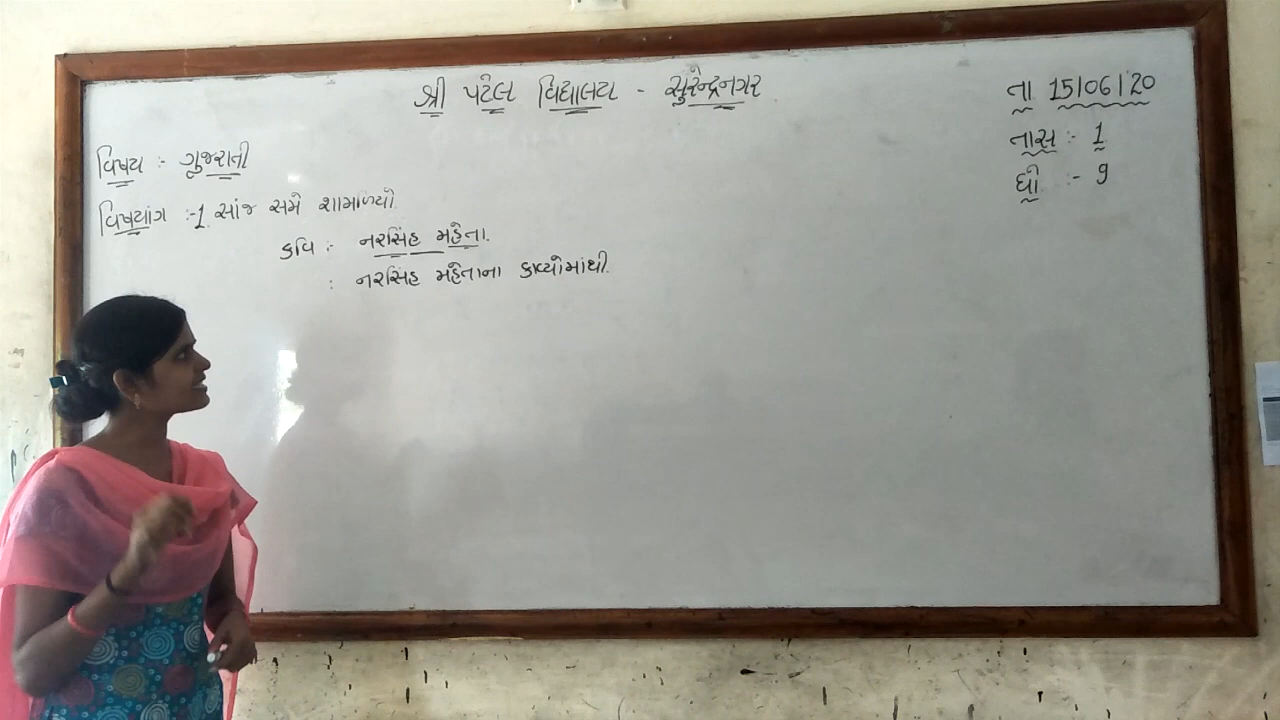 શ્રી પટેલ વિદ્યાલય - સુરેન્દ્રનગર
તા 15/06/20
તાસ :- 1
ધો :- 9
વિષય :- ગુજરાતી
વિષયાંગ :-1. સાંજ સમે શામળિયો
કવિ :- નરસિંહ મહેતા.
: નરસિંહ મહેતાના કાવ્યોમાંથી.